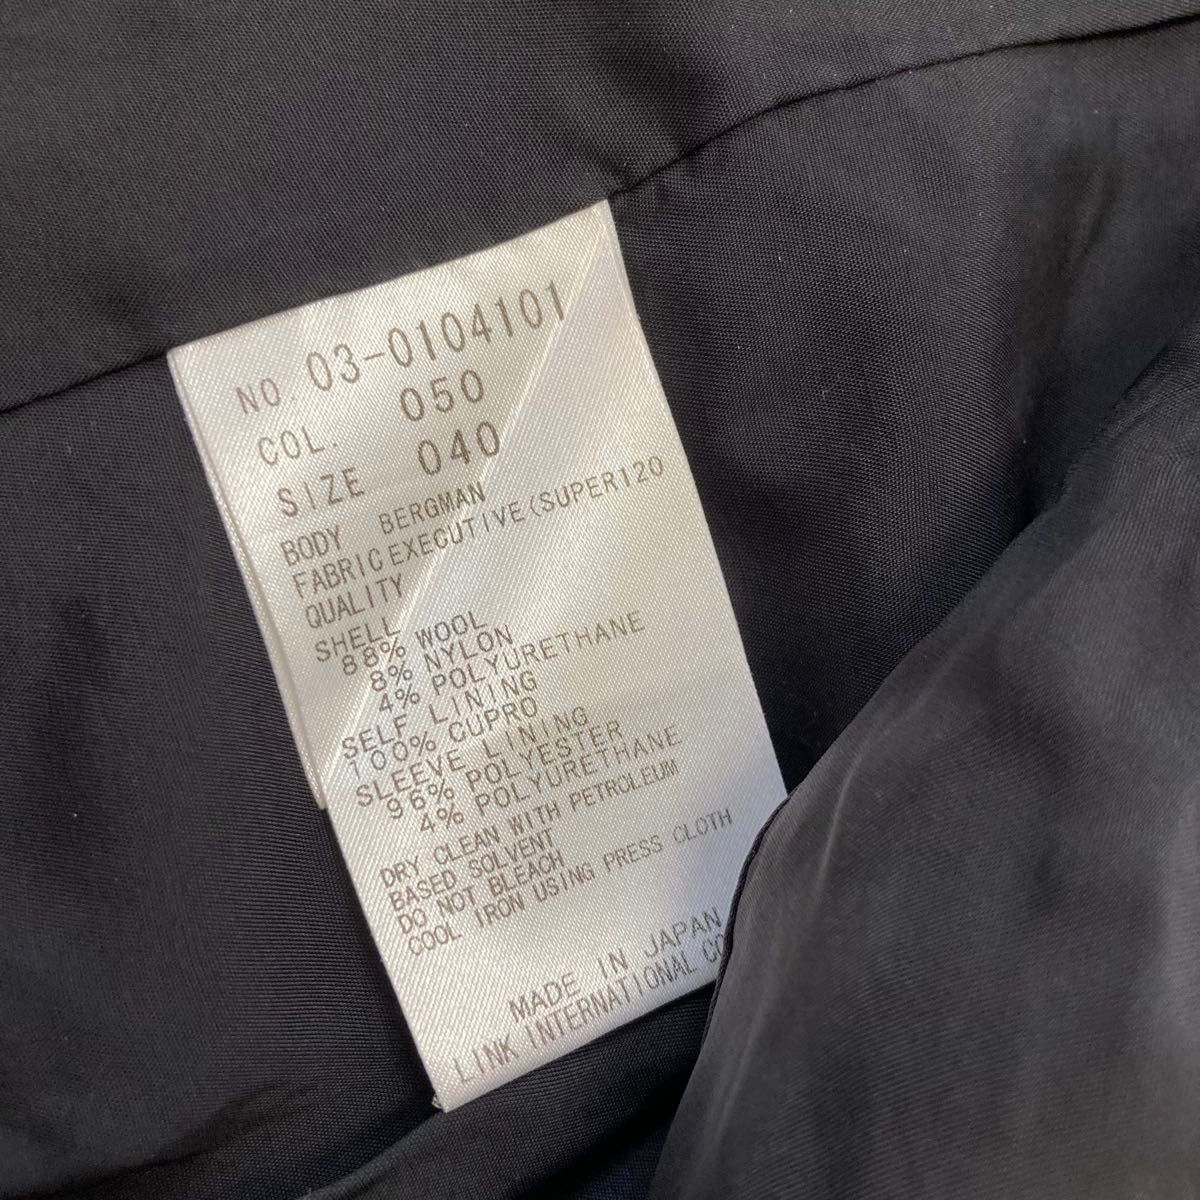 NO. 03-0104101
COL. 050
SIZE 040
BODY BERGMAN
FABRIC EXECUTIVE(SUPER120
QUALITY
SHELL
88% WOOL
8% NYLON
4% POLYURETHANE
SELF LINING
100% CUPRO
SLEEVE LINING
96% POLYESTER
4% POLYURETHANE
DRY CLEAN WITH PETROLEUM
BASED SOLVENT
DO NOT BLEACH
COOL IRON USING PRESS CLOTH
MADE IN JAPAN
LINK INTERNATIONAL CO